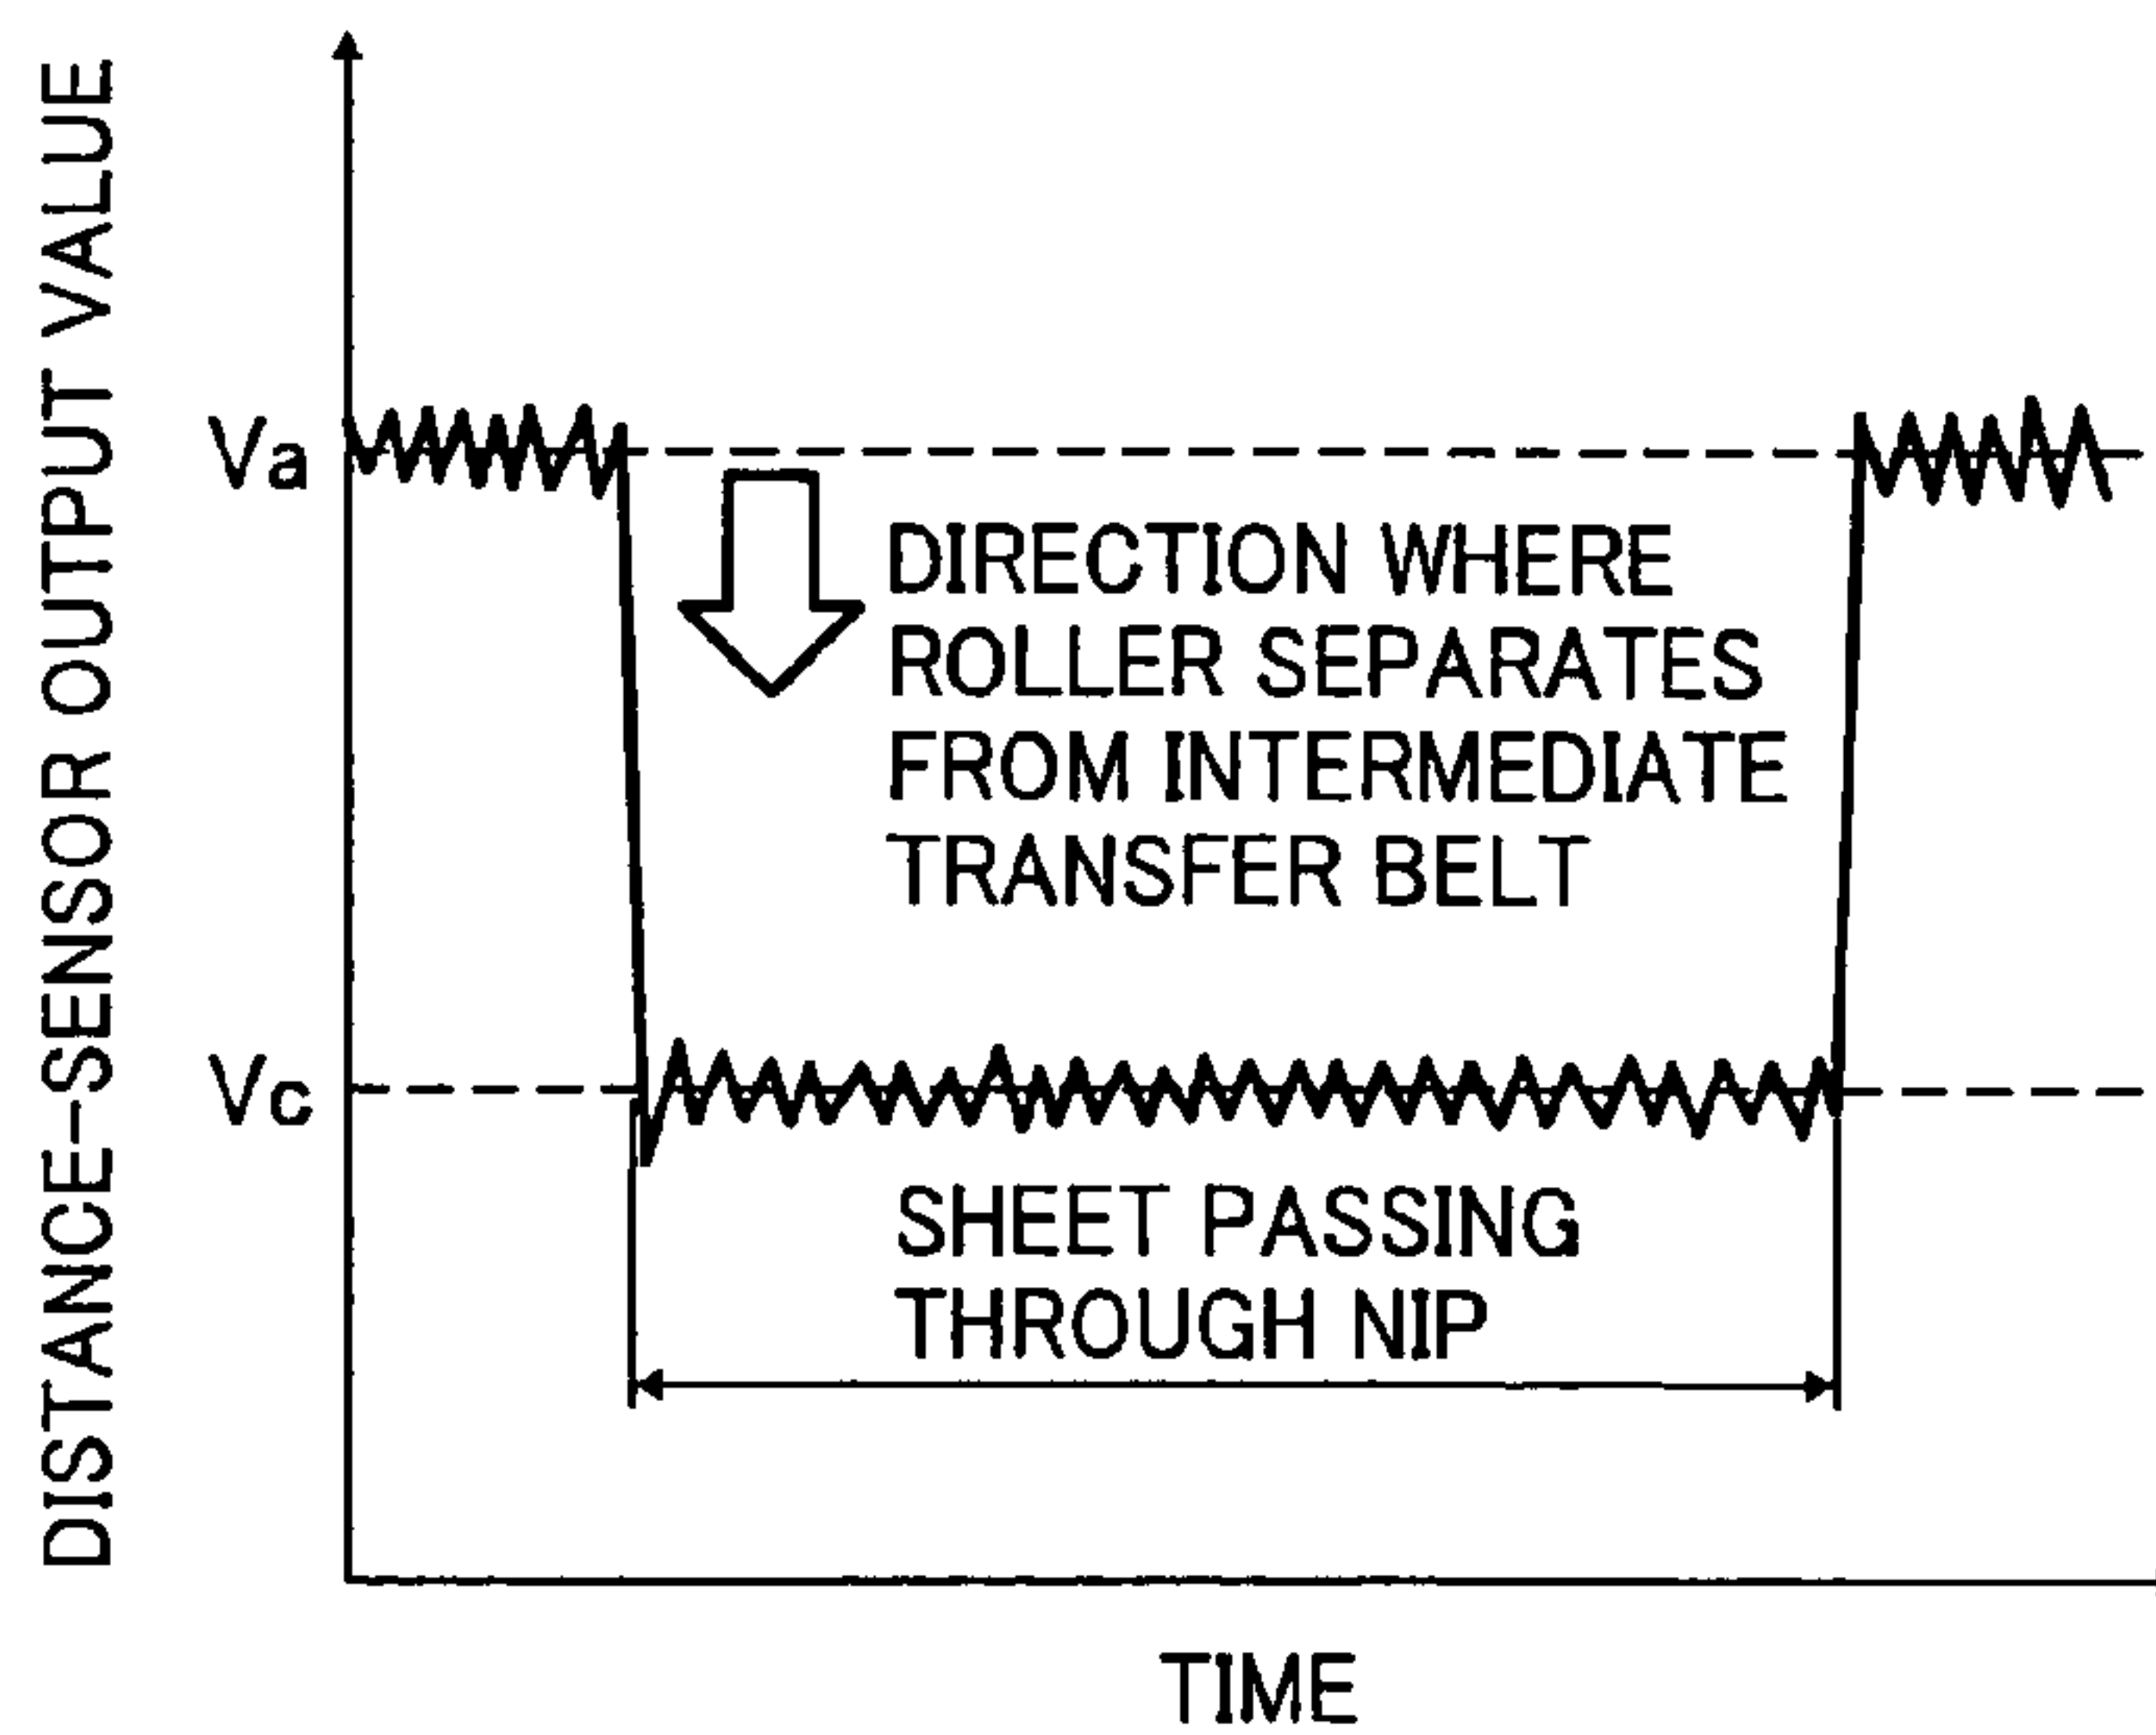 DISTANCE-SENSOR OUTPUT VALUE
Va
DIRECTION WHERE
ROLLER SEPARATES
FROM INTERMEDIATE
TRANSFER BELT
Vc
SHEET PASSING
THROUGH NIP
TIME